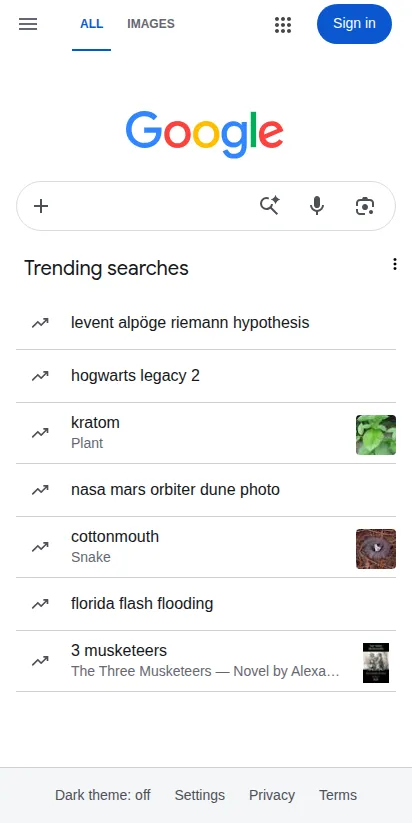 ALL IMAGES Sign in
Google
Trending searches
levent alpöge riemann hypothesis
hogwarts legacy 2
kratom
Plant
nasa mars orbiter dune photo
cottonmouth
Snake
florida flash flooding
3 musketeers
The Three Musketeers — Novel by Alexa…
Dark theme: off Settings Privacy Terms